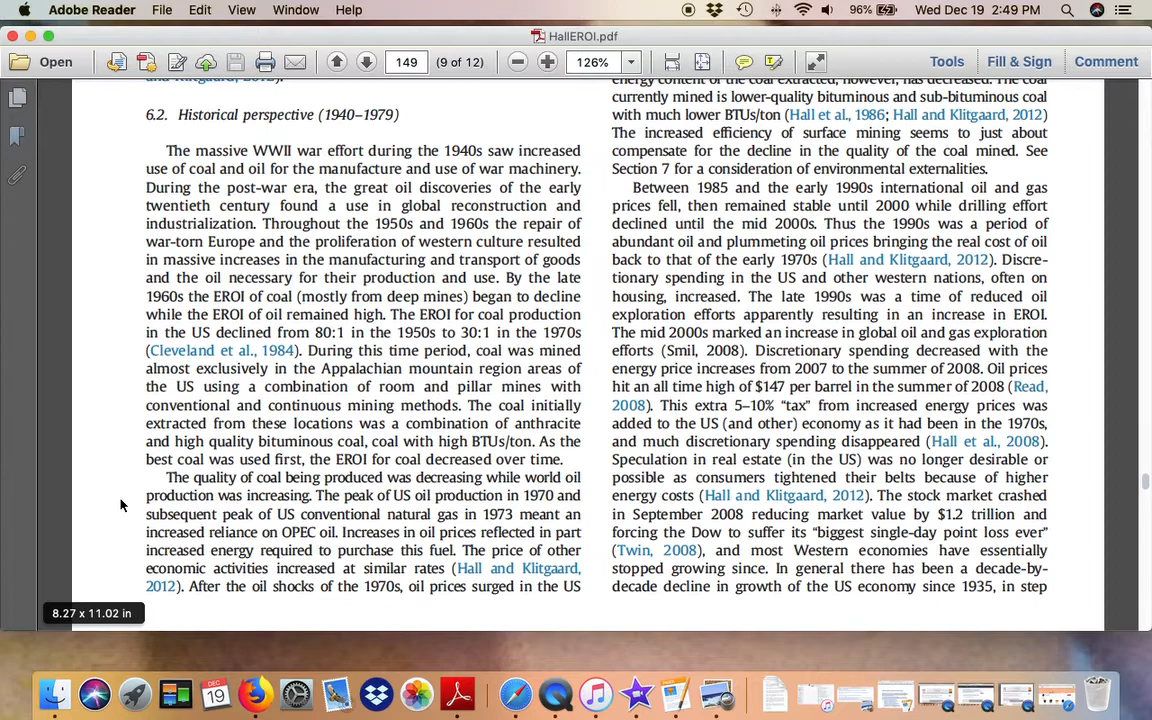 Adobe Reader File Edit View Window Help 96% Wed Dec 19 2:49 PM
HallEROI.pdf
Open 149 (9 of 12) 126% Tools Fill & Sign Comment
6.2. Historical perspective (1940–1979)
The massive WWII war effort during the 1940s saw increased
use of coal and oil for the manufacture and use of war machinery.
During the post-war era, the great oil discoveries of the early
twentieth century found a use in global reconstruction and
industrialization. Throughout the 1950s and 1960s the repair of
war-torn Europe and the proliferation of western culture resulted
in massive increases in the manufacturing and transport of goods
and the oil necessary for their production and use. By the late
1960s the EROI of coal (mostly from deep mines) began to decline
while the EROI of oil remained high. The EROI for coal production
in the US declined from 80:1 in the 1950s to 30:1 in the 1970s
(Cleveland et al., 1984). During this time period, coal was mined
almost exclusively in the Appalachian mountain region areas of
the US using a combination of room and pillar mines with
conventional and continuous mining methods. The coal initially
extracted from these locations was a combination of anthracite
and high quality bituminous coal, coal with high BTUs/ton. As the
best coal was used first, the EROI for coal decreased over time.
The quality of coal being produced was decreasing while world oil
production was increasing. The peak of US oil production in 1970 and
subsequent peak of US conventional natural gas in 1973 meant an
increased reliance on OPEC oil. Increases in oil prices reflected in part
increased energy required to purchase this fuel. The price of other
economic activities increased at similar rates (Hall and Klitgaard,
2012). After the oil shocks of the 1970s, oil prices surged in the US
energy content of the coal extracted, however, has decreased. The coal
currently mined is lower-quality bituminous and sub-bituminous coal
with much lower BTUs/ton (Hall et al., 1986; Hall and Klitgaard, 2012)
The increased efficiency of surface mining seems to just about
compensate for the decline in the quality of the coal mined. See
Section 7 for a consideration of environmental externalities.
Between 1985 and the early 1990s international oil and gas
prices fell, then remained stable until 2000 while drilling effort
declined until the mid 2000s. Thus the 1990s was a period of
abundant oil and plummeting oil prices bringing the real cost of oil
back to that of the early 1970s (Hall and Klitgaard, 2012). Discre-
tionary spending in the US and other western nations, often on
housing, increased. The late 1990s was a time of reduced oil
exploration efforts apparently resulting in an increase in EROI.
The mid 2000s marked an increase in global oil and gas exploration
efforts (Smil, 2008). Discretionary spending decreased with the
energy price increases from 2007 to the summer of 2008. Oil prices
hit an all time high of $147 per barrel in the summer of 2008 (Read,
2008). This extra 5–10% “tax” from increased energy prices was
added to the US (and other) economy as it had been in the 1970s,
and much discretionary spending disappeared (Hall et al., 2008).
Speculation in real estate (in the US) was no longer desirable or
possible as consumers tightened their belts because of higher
energy costs (Hall and Klitgaard, 2012). The stock market crashed
in September 2008 reducing market value by $1.2 trillion and
forcing the Dow to suffer its “biggest single-day point loss ever”
(Twin, 2008), and most Western economies have essentially
stopped growing since. In general there has been a decade-by-
decade decline in growth of the US economy since 1935, in step
8.27 x 11.02 in
DEC
19